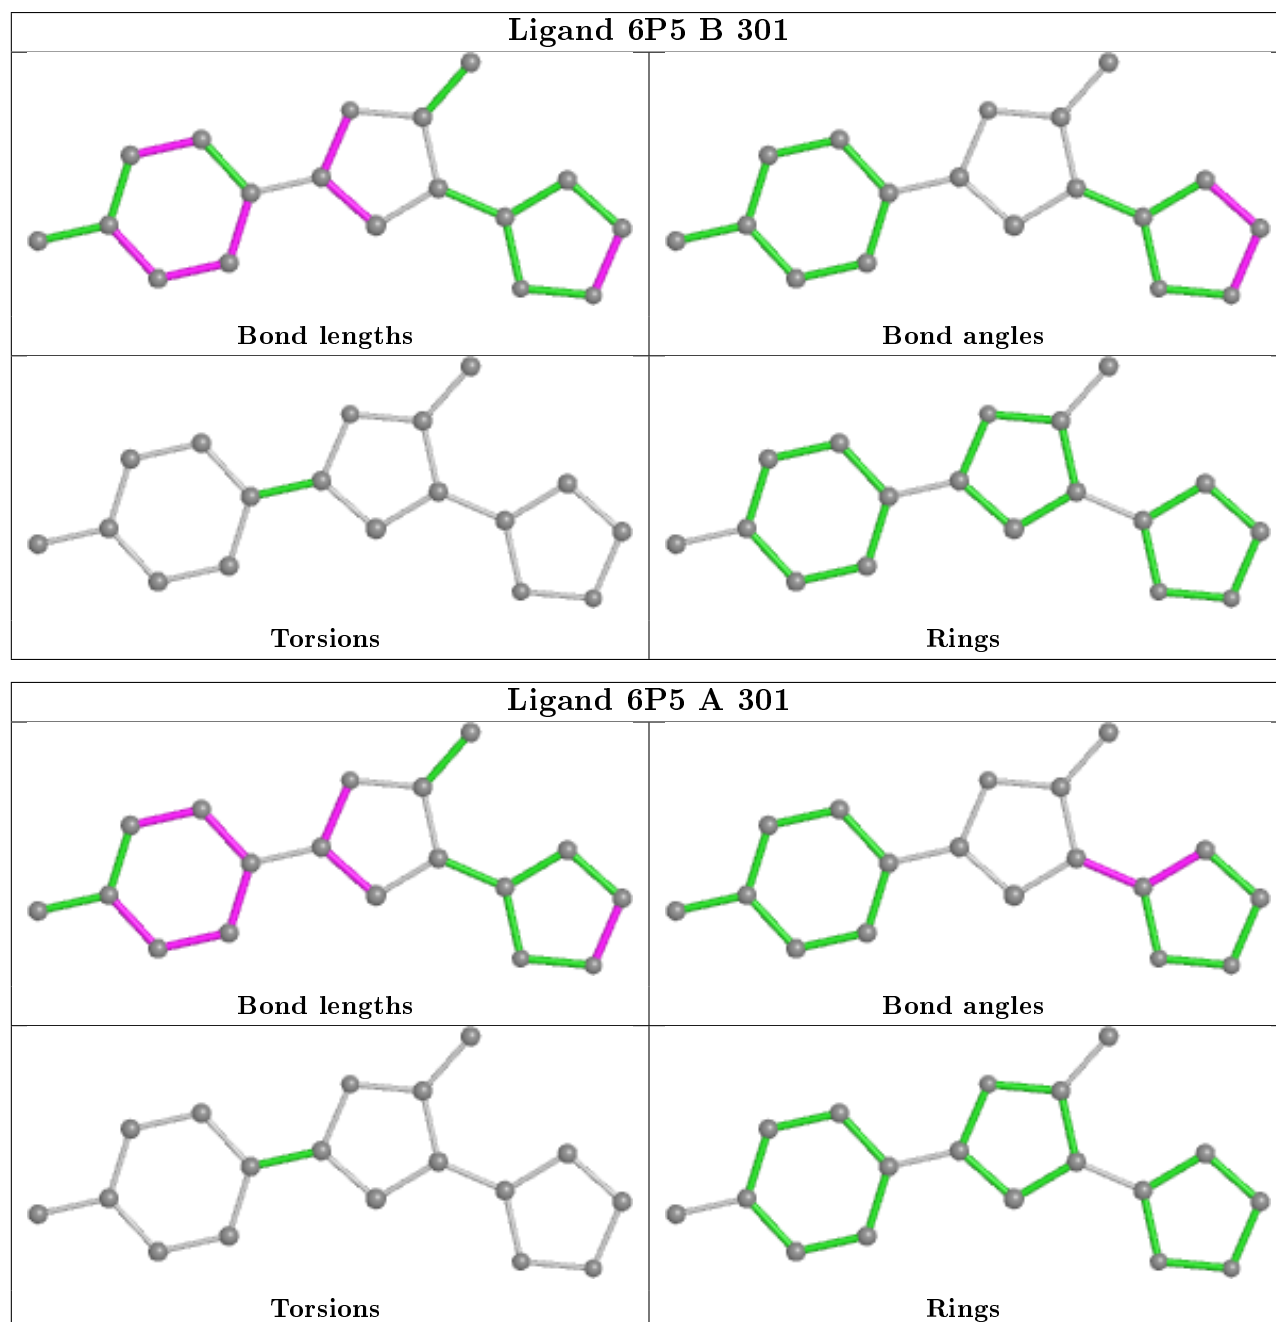 Ligand 6P5 B 301
Bond lengths
Bond angles
Torsions
Rings
Ligand 6P5 A 301
Bond lengths
Bond angles
Torsions
Rings